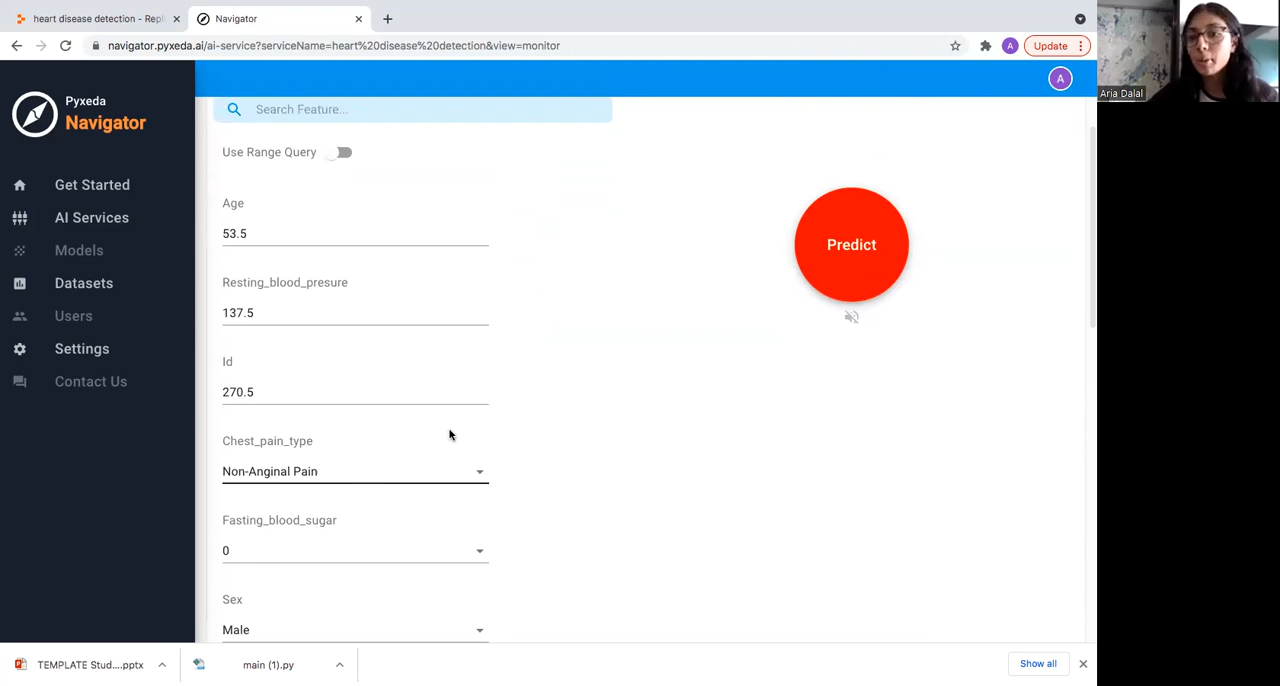 heart disease detection - Repl
Navigator
navigator.pyxeda.ai/ai-service?serviceName=heart%20disease%20detection&view=monitor
A
Update
Pyxeda
Navigator
A
Aria Dalal
Search Feature...
Get Started
AI Services
Models
Datasets
Users
Settings
Contact Us
Use Range Query
Age
53.5
Resting_blood_presure
137.5
Id
270.5
Chest_pain_type
Non-Anginal Pain
Fasting_blood_sugar
0
Sex
Male
Predict
TEMPLATE Stud....pptx
main (1).py
Show all